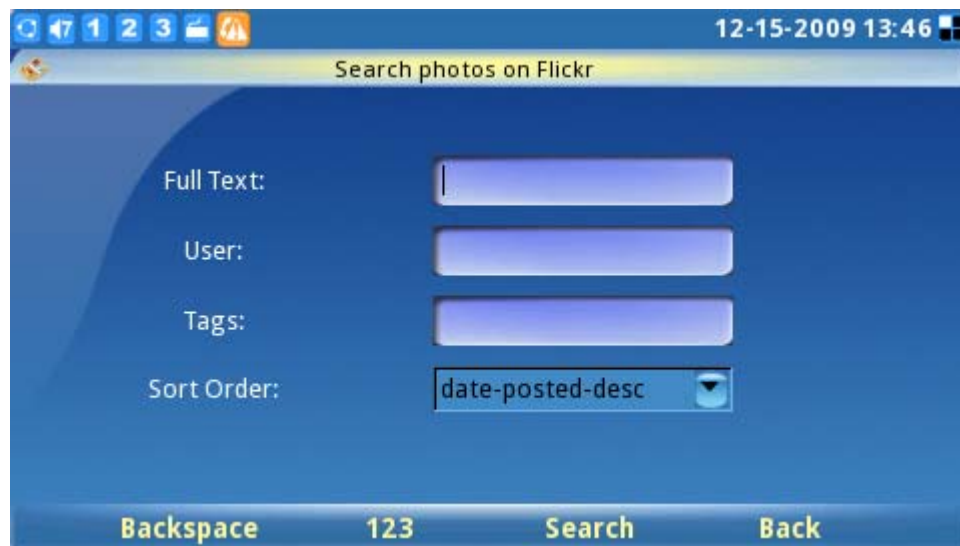 7 1 2 3 12-15-2009 13:46
Search photos on Flickr
Full Text:
User:
Tags:
Sort Order: date-posted-desc
Backspace 123 Search Back